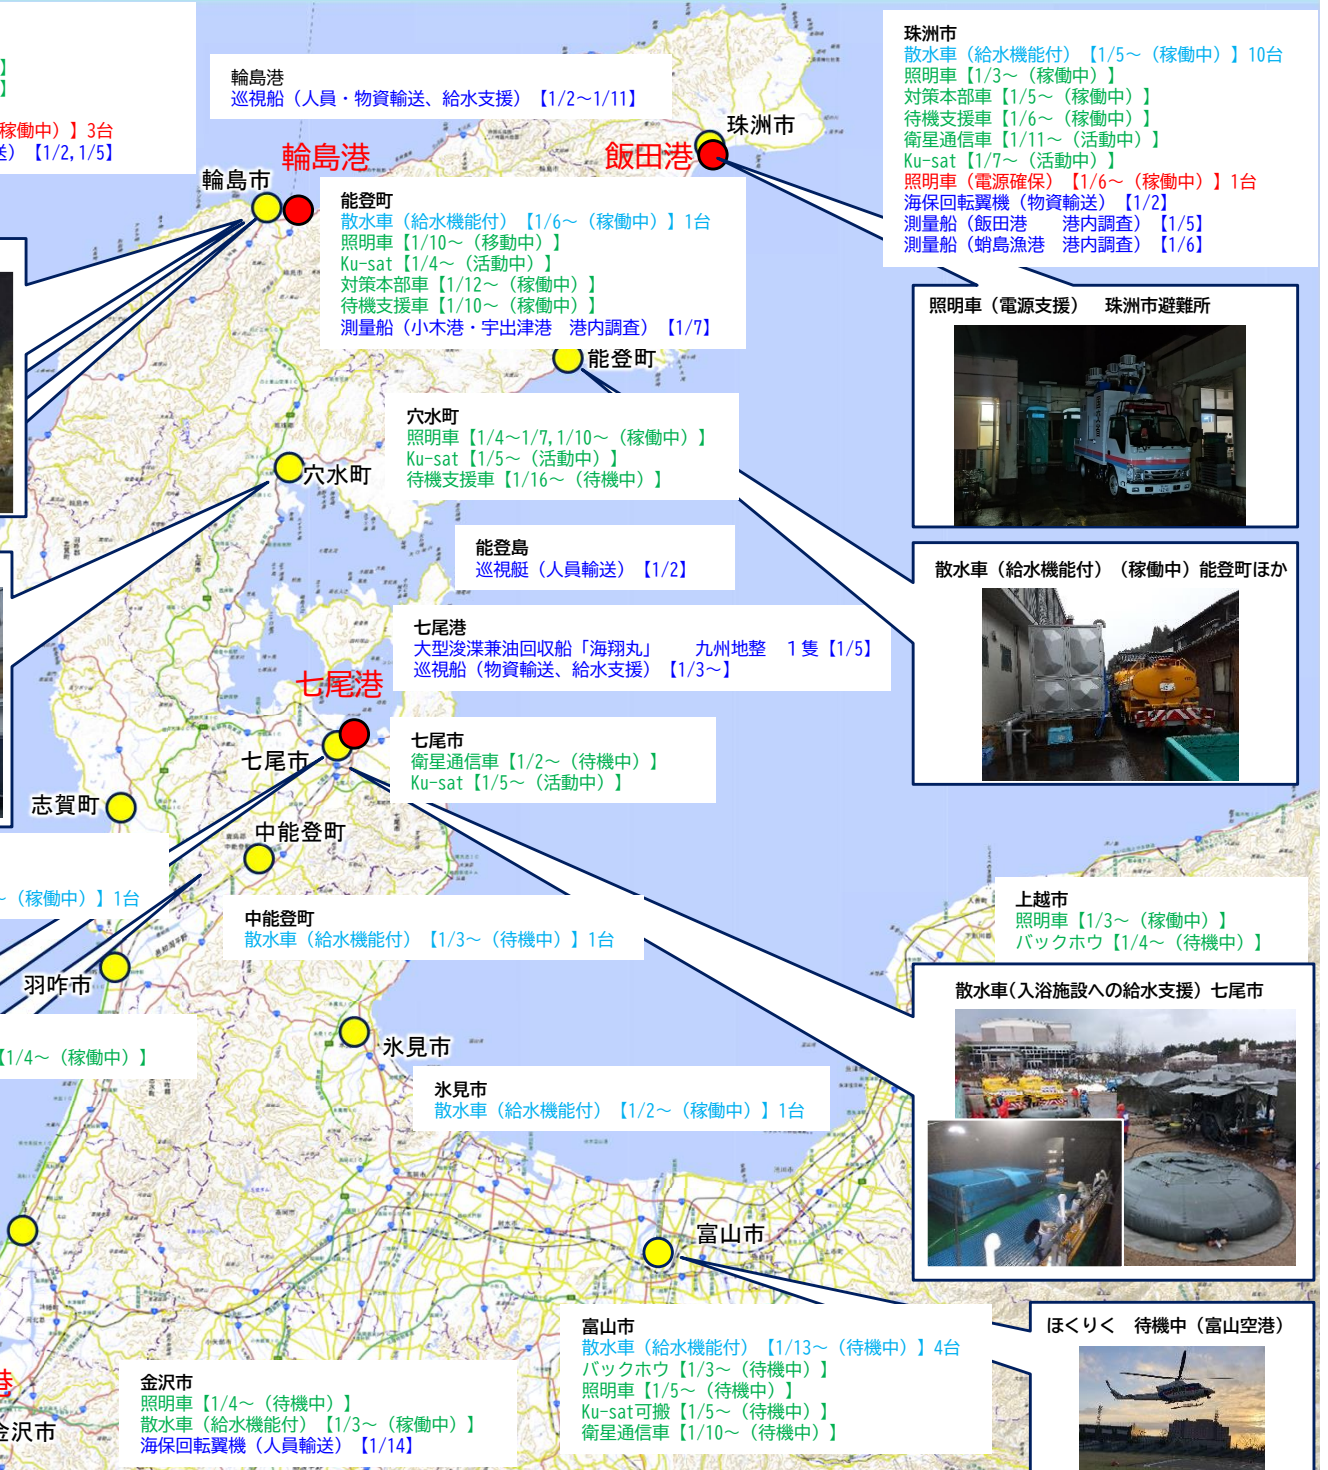 】
】
稼働中）】3台
送）【1/2,1/5】
輪島港
巡視船（人員・物資輸送、給水支援）【1/2～1/11】
珠洲市
散水車（給水機能付）【1/5～（稼働中）】10台
照明車【1/3～（稼働中）】
対策本部車【1/5～（稼働中）】
待機支援車【1/6～（稼働中）】
衛星通信車【1/11～（活動中）】
Ku-sat【1/7～（活動中）】
照明車（電源確保）【1/6～（稼働中）】1台
海保回転翼機（物資輸送）【1/2】
測量船（飯田港　　港内調査）【1/5】
測量船（蛸島漁港　港内調査）【1/6】
珠洲市
飯田港
輪島港
輪島市
能登町
散水車（給水機能付）【1/6～（稼働中）】1台
照明車【1/10～（移動中）】
Ku-sat【1/4～（活動中）】
対策本部車【1/12～（稼働中）】
待機支援車【1/10～（稼働中）】
測量船（小木港・宇出津港　港内調査）【1/7】
能登町
照明車（電源支援）　珠洲市避難所
穴水町
照明車【1/4～1/7,1/10～（稼働中）】
Ku-sat【1/5～（活動中）】
待機支援車【1/16～（待機中）】
穴水町
能登島
巡視艇（人員輸送）【1/2】
散水車（給水機能付）（稼働中）能登町ほか
七尾港
大型浚渫兼油回収船「海翔丸」　　九州地整　１隻【1/5】
巡視船（物資輸送、給水支援）【1/3～】
七尾港
七尾市
衛星通信車【1/2～（待機中）】
Ku-sat【1/5～（活動中）】
七尾市
志賀町
中能登町
～（稼働中）】1台
中能登町
散水車（給水機能付）【1/3～（待機中）】1台
上越市
照明車【1/3～（稼働中）】
バックホウ【1/4～（待機中）】
羽咋市
散水車(入浴施設への給水支援）七尾市
【1/4～（稼働中）】
氷見市
氷見市
散水車（給水機能付）【1/2～（稼働中）】1台
富山市
富山市
散水車（給水機能付）【1/13～（待機中）】4台
バックホウ【1/3～（待機中）】
照明車【1/5～（待機中）】
Ku-sat可搬【1/5～（待機中）】
衛星通信車【1/10～（待機中）】
ほくりく　待機中（富山空港）
港
金沢市
金沢市
照明車【1/4～（待機中）】
散水車（給水機能付）【1/3～（稼働中）】
海保回転翼機（人員輸送）【1/14】